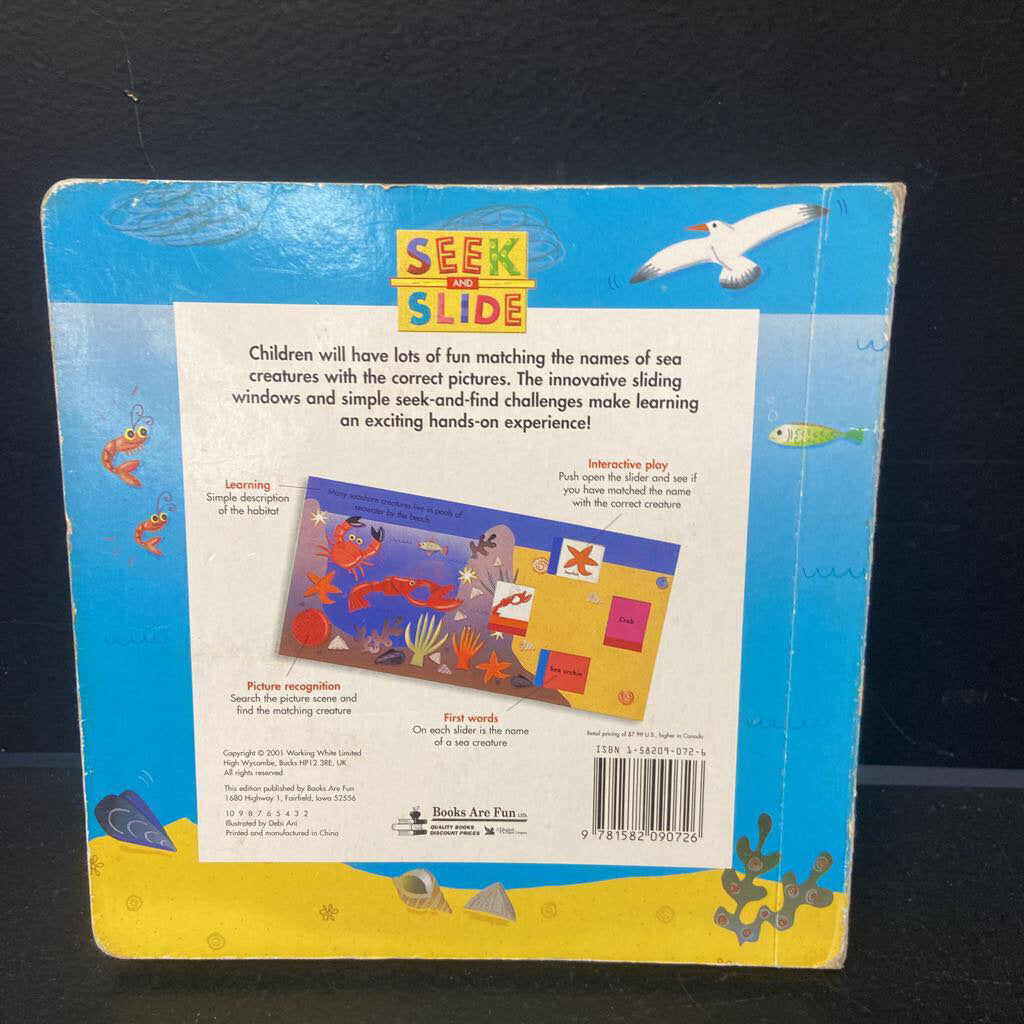 SEEK
AND
SLIDE
Children will have lots of fun matching the names of sea
creatures with the correct pictures. The innovative sliding
windows and simple seek-and-find challenges make learning
an exciting hands-on experience!
Learning
Simple description
of the habitat
Interactive play
Push open the slider and see if
you have matched the name
with the correct creature
Many seashore creatures live in pools of
seawater by the beach.
Starfish
Crab
Sea urchin
Picture recognition
Search the picture scene and
find the matching creature
First words
On each slider is the name
of a sea creature
Retail pricing of $7.99 U.S., higher in Canada
ISBN 1-58209-072-6
9 781582 090726
Copyright © 2001 Working White Limited
High Wycombe, Bucks HP12 3RE, UK
All rights reserved
This edition published by Books Are Fun
1680 Highway 1, Fairfield, Iowa 52556
10 9 8 7 6 5 4 3 2
Illustrated by Debi Ani
Printed and manufactured in China
Books Are Fun LTD.
QUALITY BOOKS
DISCOUNT PRICES